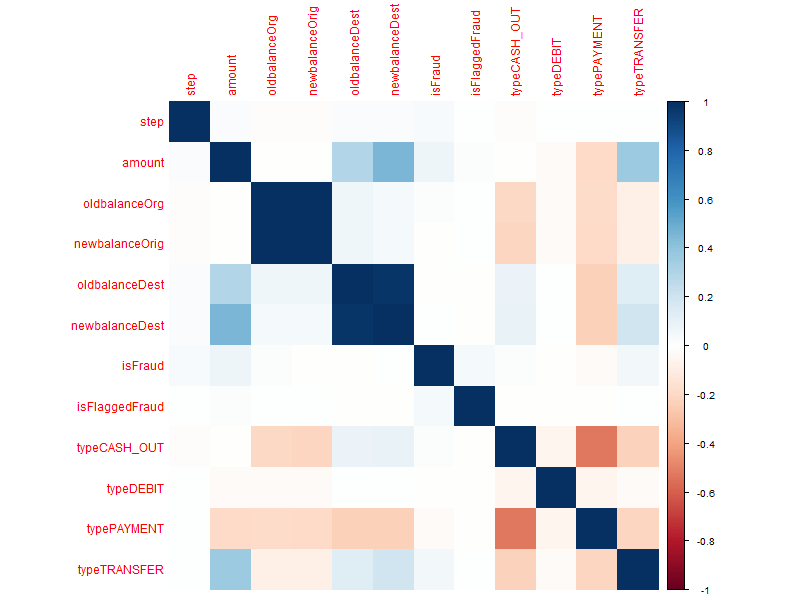 step
amount
oldbalanceOrg
newbalanceOrig
oldbalanceDest
newbalanceDest
isFraud
isFlaggedFraud
typeCASH_OUT
typeDEBIT
typePAYMENT
typeTRANSFER
step
amount
oldbalanceOrg
newbalanceOrig
oldbalanceDest
newbalanceDest
isFraud
isFlaggedFraud
typeCASH_OUT
typeDEBIT
typePAYMENT
typeTRANSFER
1
0.8
0.6
0.4
0.2
0
-0.2
-0.4
-0.6
-0.8
-1